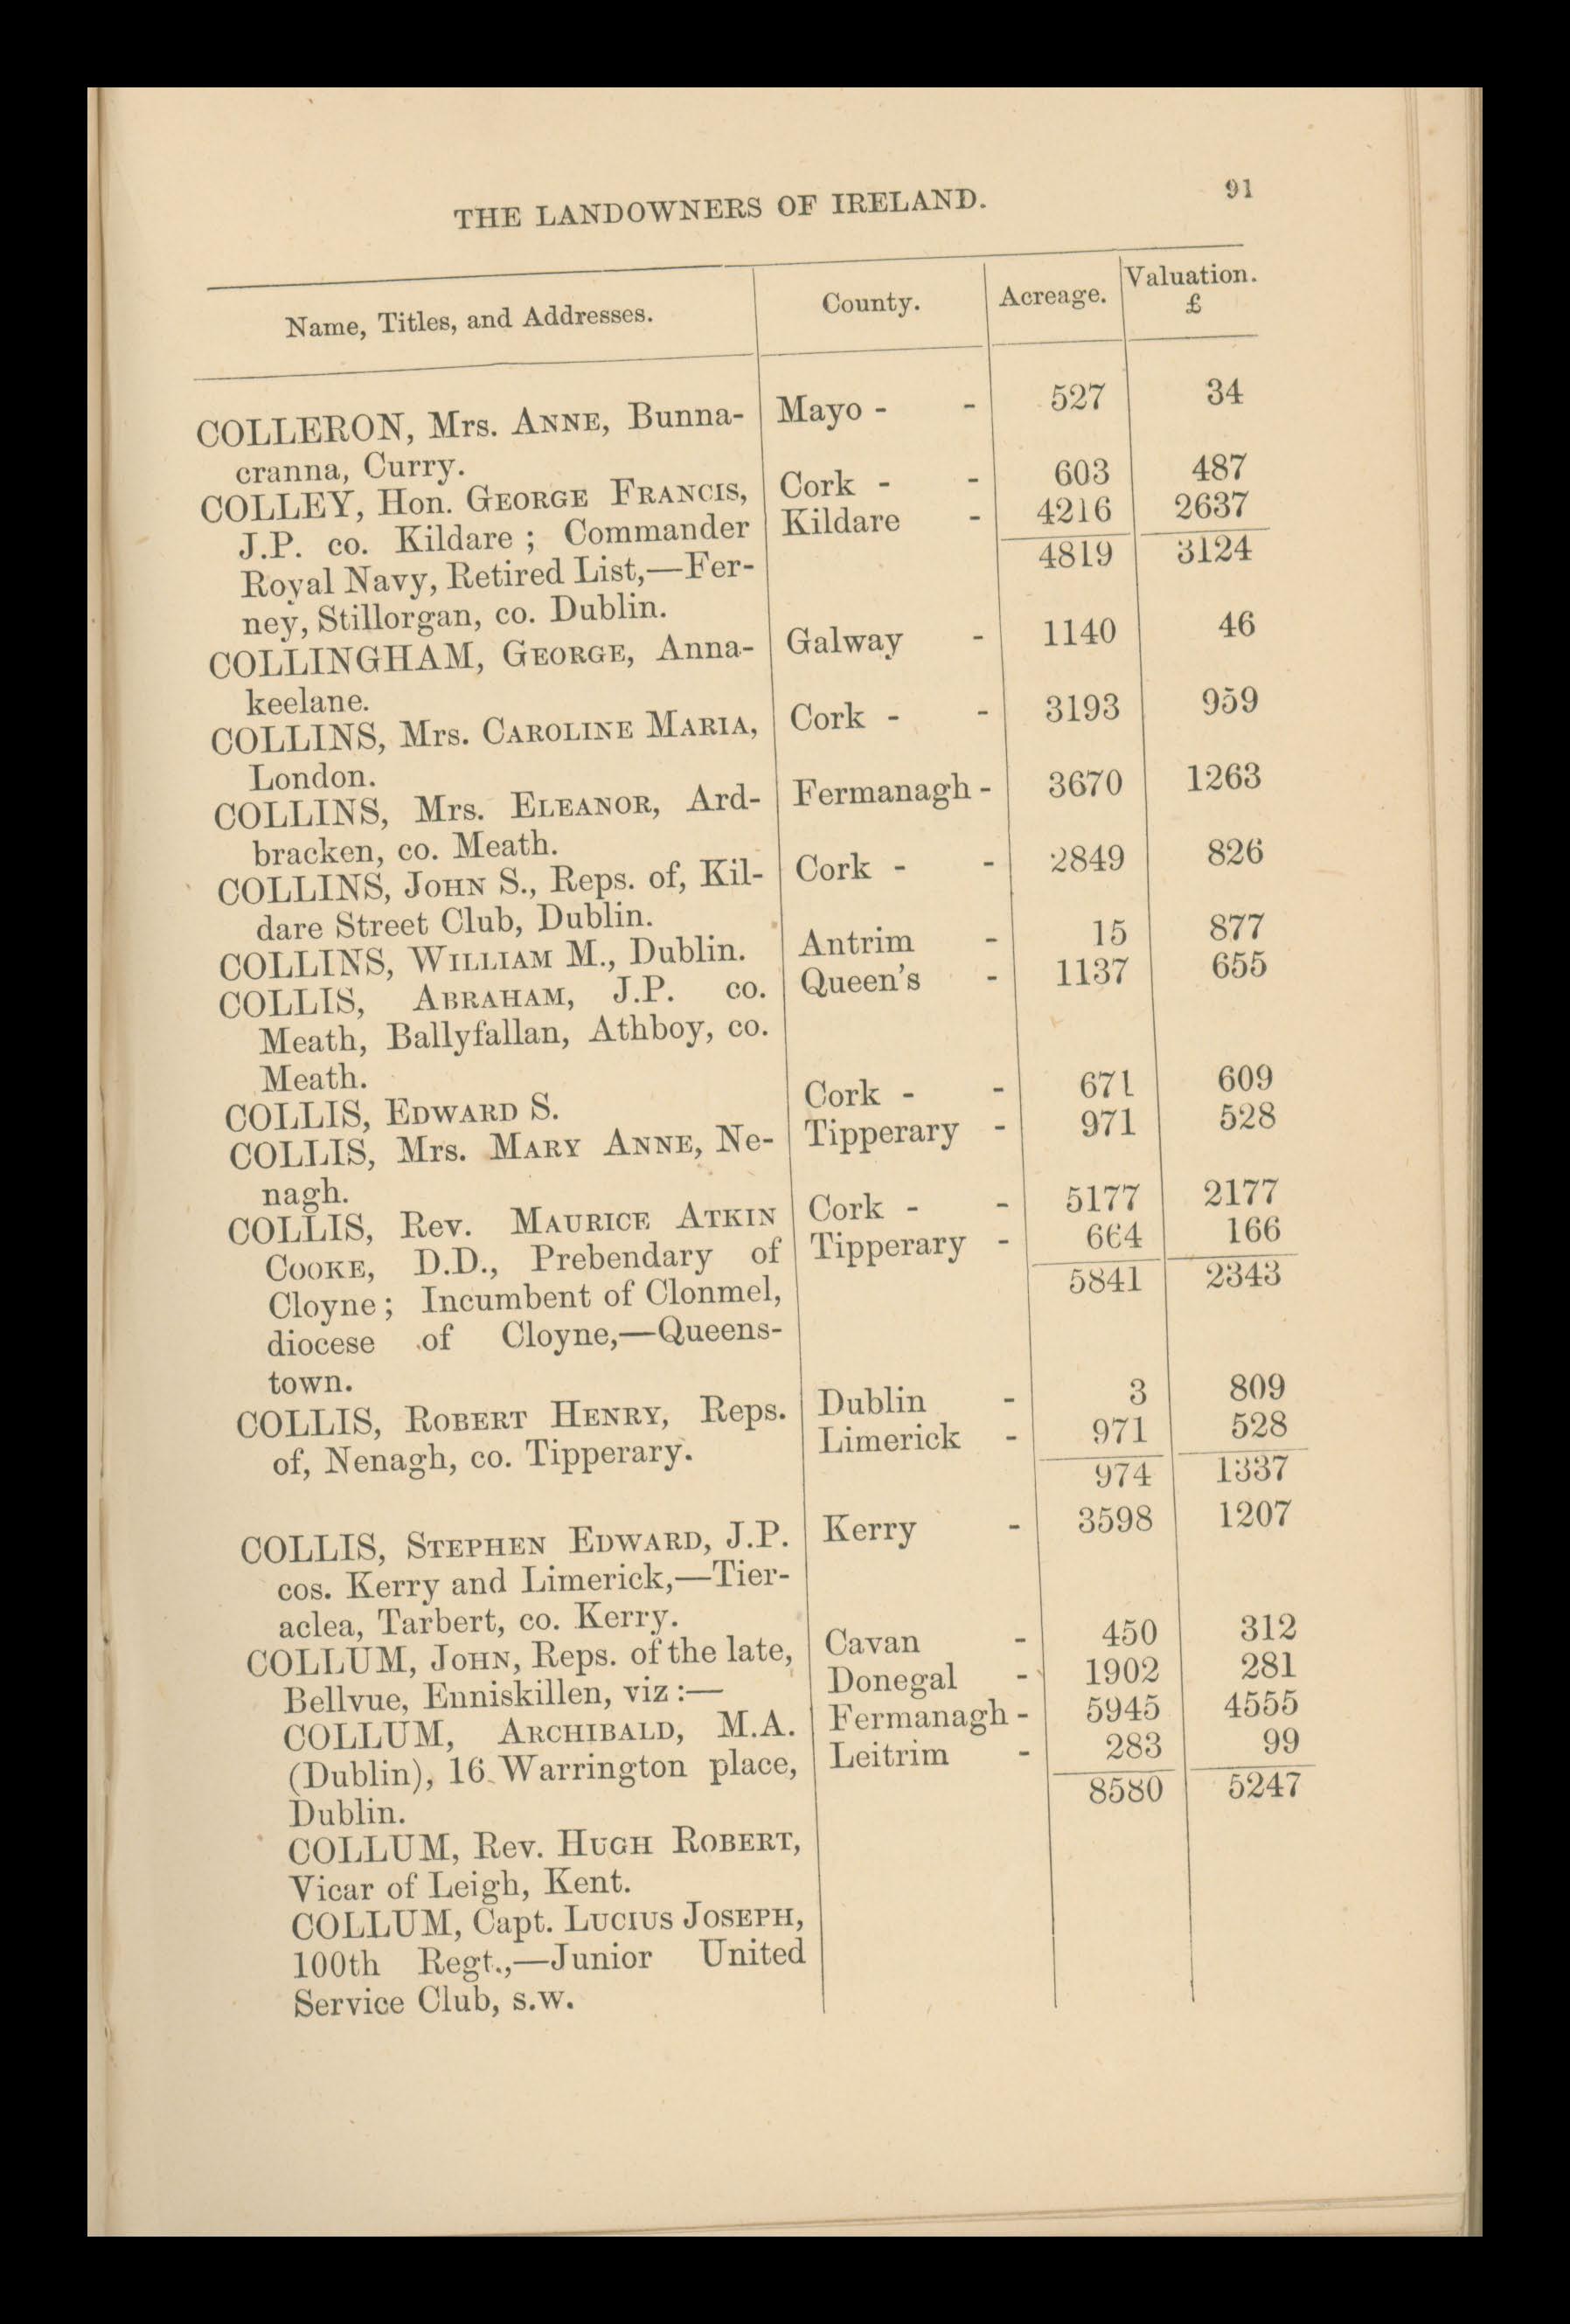 THE LANDOWNERS OF IRELAND. 91
Name, Titles, and Addresses. County. Acreage. Valuation.
£
COLLERON, Mrs. ANNE, Bunna- Mayo - - 527 34
cranna, Curry.
COLLEY, Hon. GEORGE FRANCIS, Cork - - 603 487
J.P. co. Kildare ; Commander Kildare - 4216 2637
Royal Navy, Retired List,—Fer- 4819 3124
ney, Stillorgan, co. Dublin.
COLLINGHAM, GEORGE, Anna- Galway - 1140 46
keelane.
COLLINS, Mrs. CAROLINE MARIA, Cork - - 3193 959
London.
COLLINS, Mrs. ELEANOR, Ard- Fermanagh - 3670 1263
bracken, co. Meath.
COLLINS, JOHN S., Reps. of, Kil- Cork - - 2849 826
dare Street Club, Dublin.
COLLINS, WILLIAM M., Dublin. Antrim - 15 877
COLLIS, ABRAHAM, J.P. co. Queen's - 1137 655
Meath, Ballyfallan, Athboy, co.
Meath.
COLLIS, EDWARD S. Cork - - 671 609
COLLIS, Mrs. MARY ANNE, Ne- Tipperary - 971 528
nagh.
COLLIS, Rev. MAURICE ATKIN Cork - - 5177 2177
COOKE, D.D., Prebendary of Tipperary - 664 166
Cloyne ; Incumbent of Clonmel, 5841 2343
diocese of Cloyne,—Queens-
town.
COLLIS, ROBERT HENRY, Reps. Dublin - 3 809
of, Nenagh, co. Tipperary. Limerick - 971 528
974 1337
COLLIS, STEPHEN EDWARD, J.P. Kerry - 3598 1207
cos. Kerry and Limerick,—Tier-
aclea, Tarbert, co. Kerry.
COLLUM, JOHN, Reps. of the late, Cavan - 450 312
Bellvue, Enniskillen, viz :— Donegal - 1902 281
COLLUM, ARCHIBALD, M.A. Fermanagh - 5945 4555
(Dublin), 16 Warrington place, Leitrim - 283 99
Dublin. 8580 5247
COLLUM, Rev. HUGH ROBERT,
Vicar of Leigh, Kent.
COLLUM, Capt. LUCIUS JOSEPH,
100th Regt.,—Junior United
Service Club, S.W.